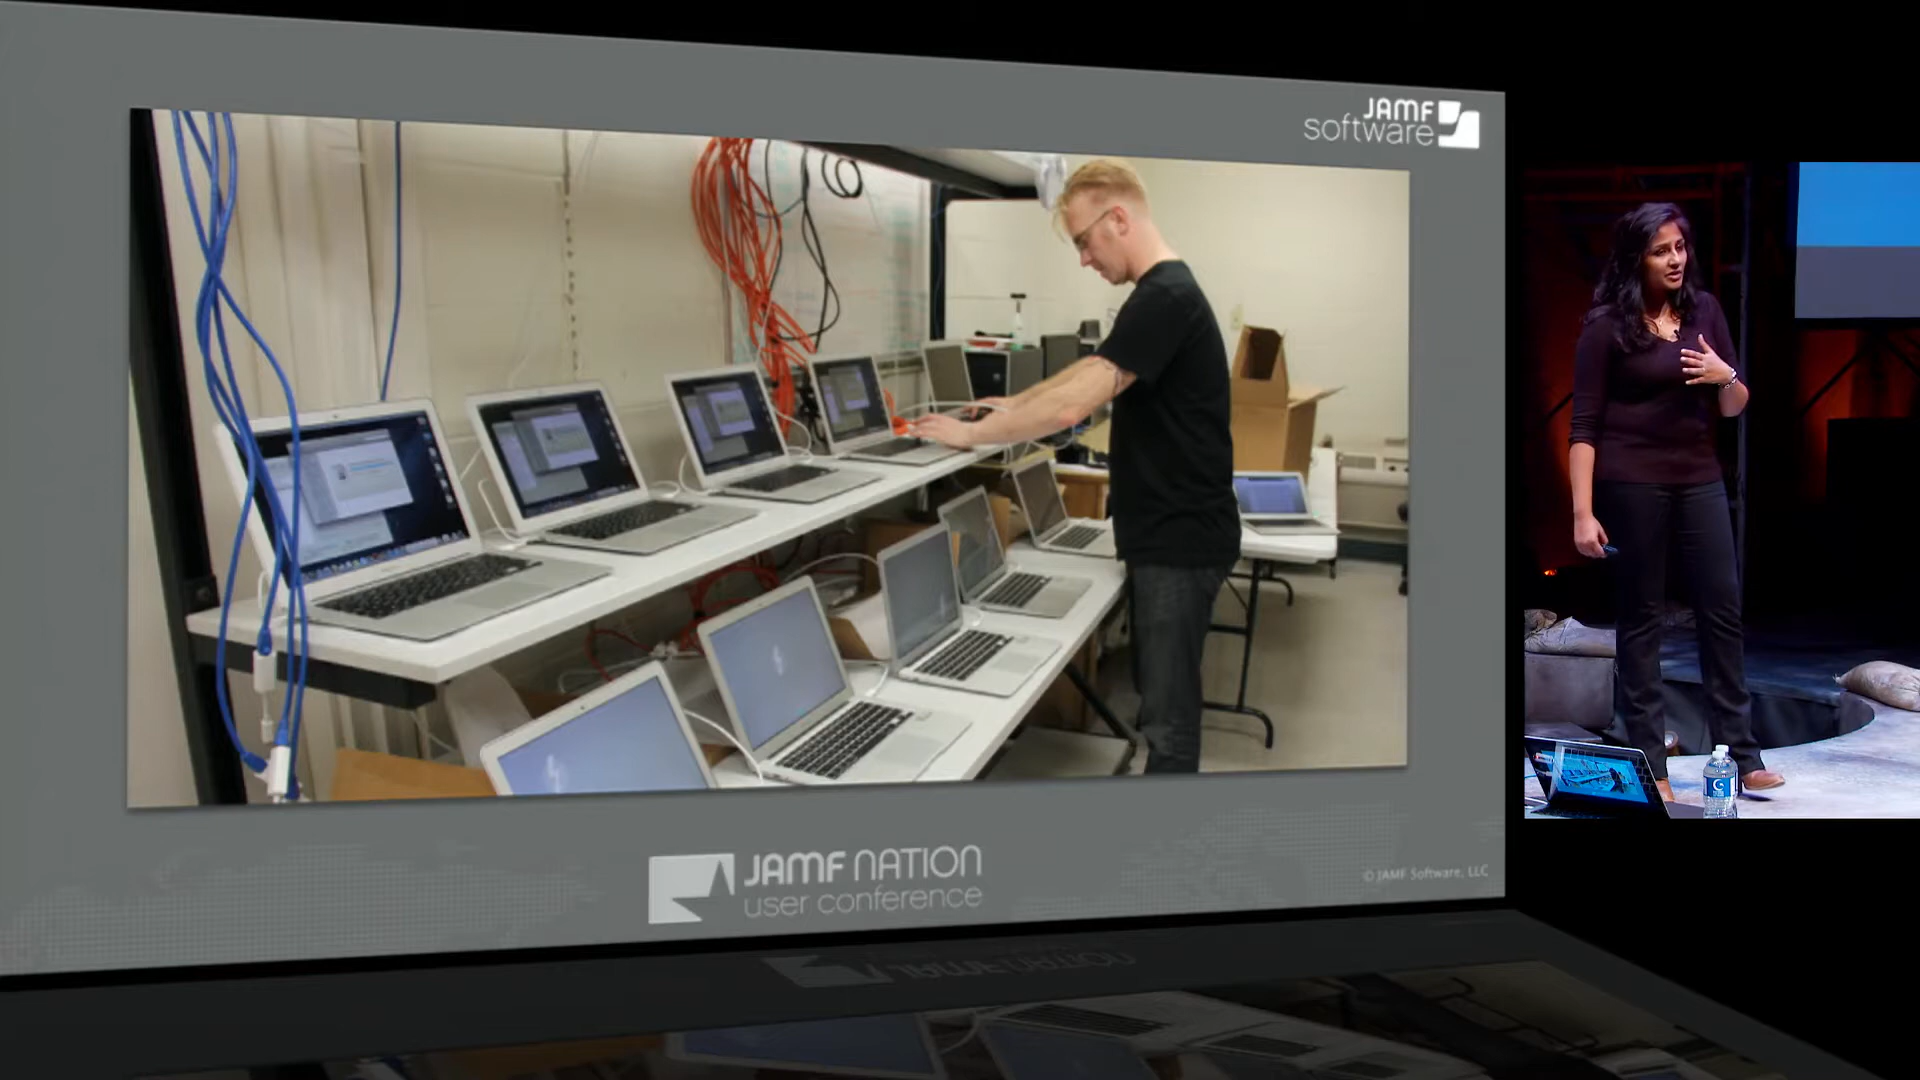 JAMF
software
JAMF NATION
user conference
© JAMF Software, LLC